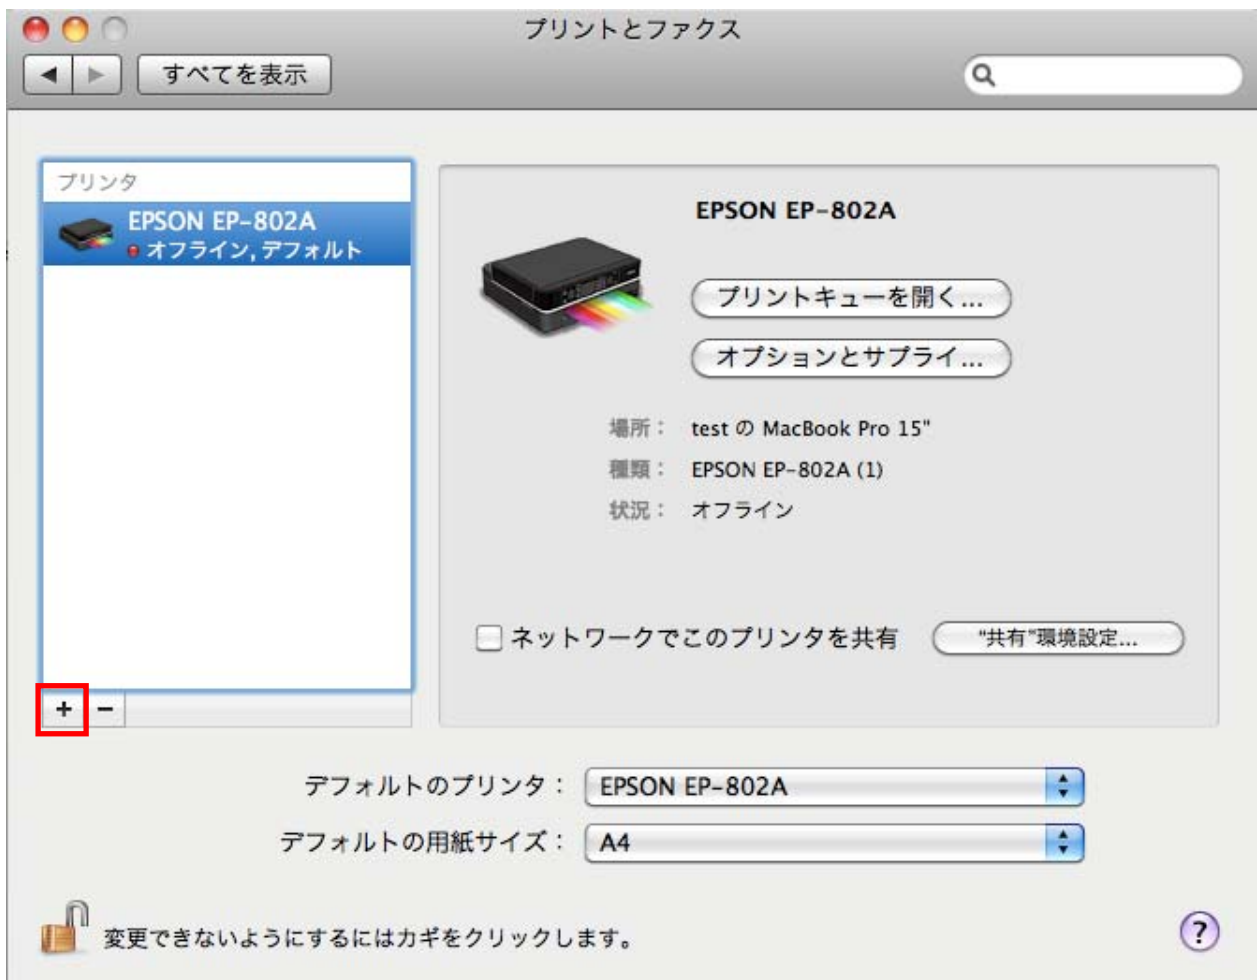 プリントとファクス
すべてを表示
プリンタ
EPSON EP-802A
オフライン, デフォルト
EPSON EP-802A
プリントキューを開く...
オプションとサプライ...
場所： test の MacBook Pro 15"
種類： EPSON EP-802A (1)
状況： オフライン
ネットワークでこのプリンタを共有 "共有"環境設定...
+ −
デフォルトのプリンタ： EPSON EP-802A
デフォルトの用紙サイズ： A4
変更できないようにするにはカギをクリックします。 ?